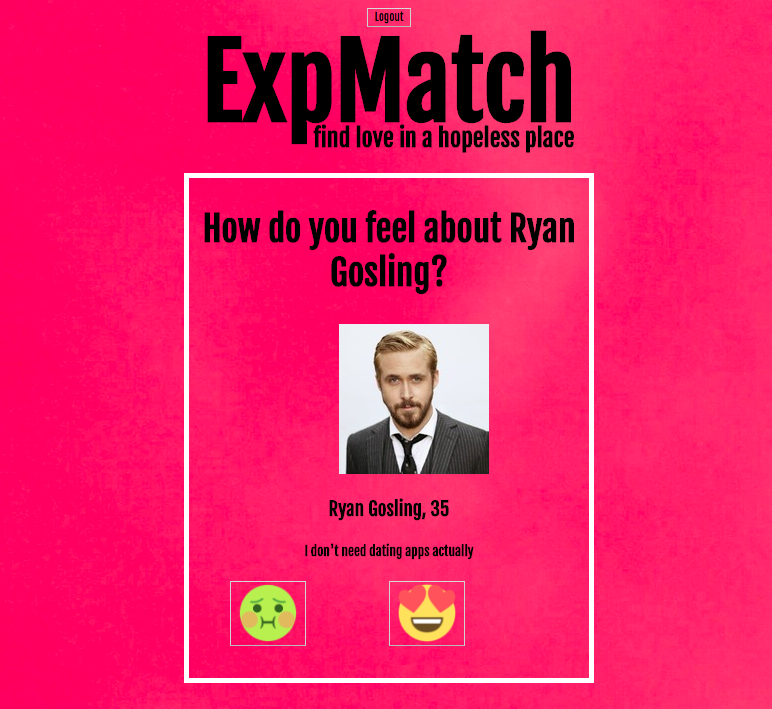 Logout
ExpMatch
find love in a hopeless place
How do you feel about Ryan
Gosling?
Ryan Gosling, 35
I don't need dating apps actually